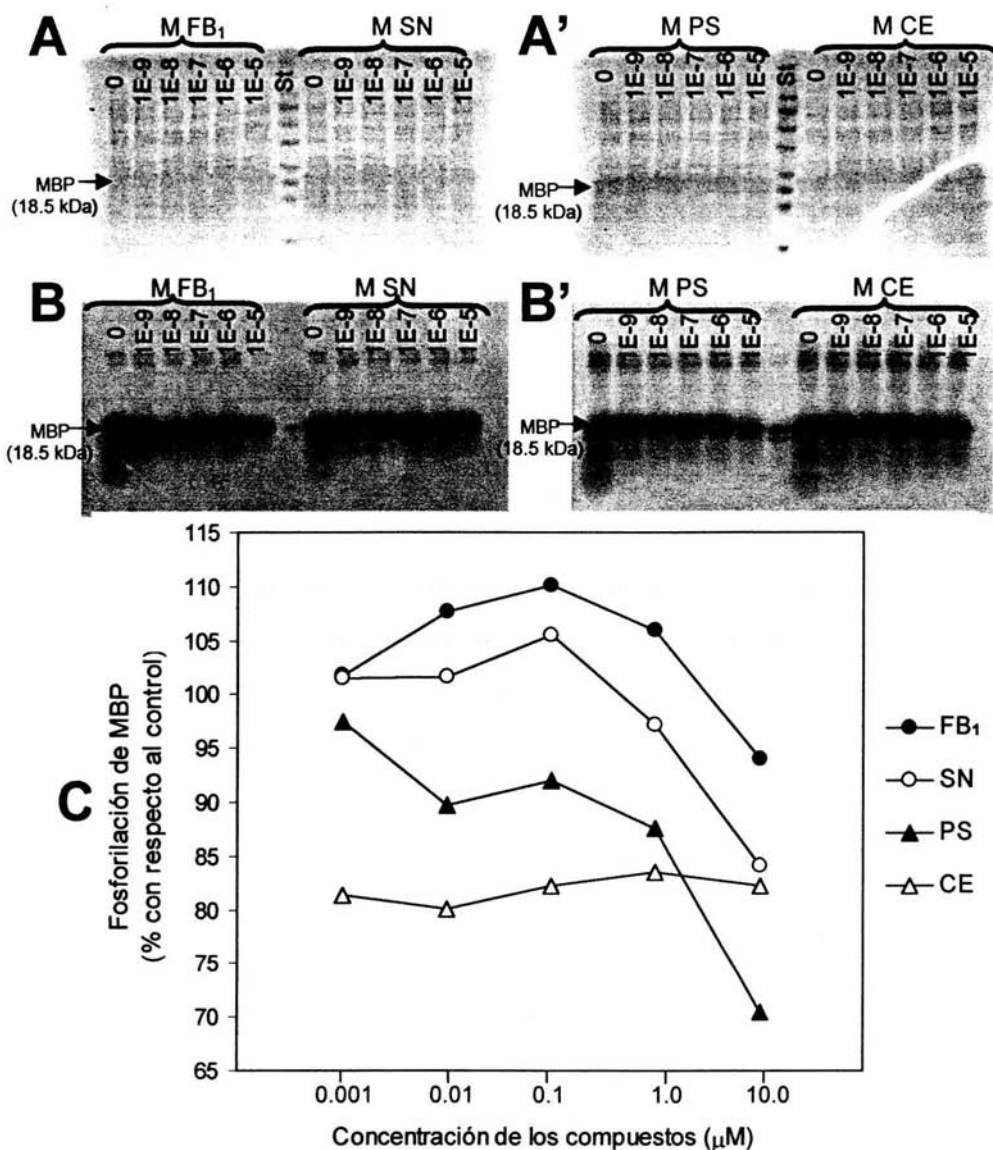 A
M FB₁
M SN
0 1E-9 1E-8 1E-7 1E-6 1E-5 St 0 1E-9 1E-8 1E-7 1E-6 1E-5
MBP
(18.5 kDa)
A'
M PS
M CE
0 1E-9 1E-8 1E-7 1E-6 1E-5 St 0 1E-9 1E-8 1E-7 1E-6 1E-5
MBP
(18.5 kDa)
B
M FB₁
M SN
0 1E-9 1E-8 1E-7 1E-6 1E-5 0 1E-9 1E-8 1E-7 1E-6 1E-5
MBP
(18.5 kDa)
B'
M PS
M CE
0 1E-9 1E-8 1E-7 1E-6 1E-5 0 1E-9 1E-8 1E-7 1E-6 1E-5
MBP
(18.5 kDa)
C
Fosforilación de MBP
(% con respecto al control)
115
110
105
100
95
90
85
80
75
70
65
0.001 0.01 0.1 1.0 10.0
Concentración de los compuestos (µM)
FB₁
SN
PS
CE